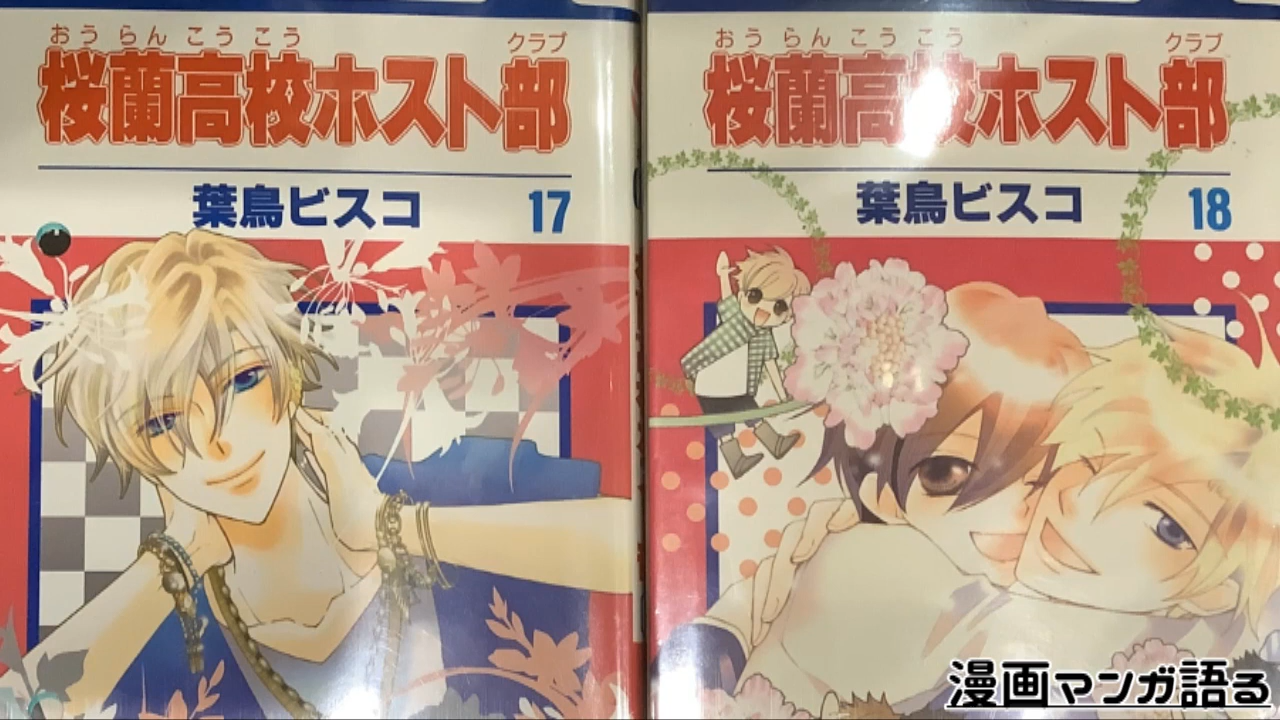 おうらんこうこう クラブ
桜蘭高校ホスト部
葉鳥ビスコ 17
おうらんこうこう クラブ
桜蘭高校ホスト部
葉鳥ビスコ 18
漫画マンガ語る